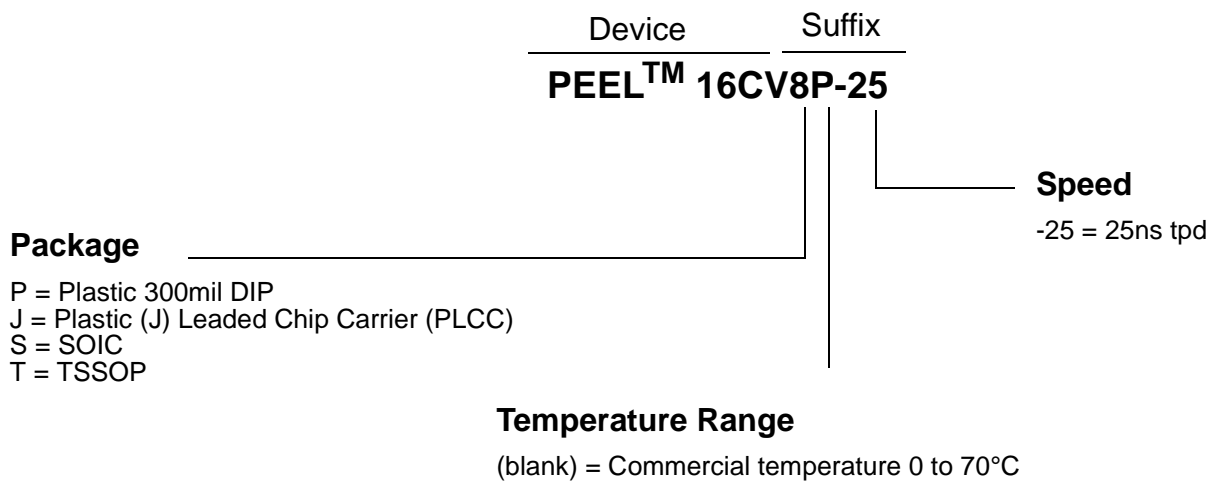 Device Suffix
PEEL™ 16CV8P-25
Speed
-25 = 25ns tpd
Package
P = Plastic 300mil DIP
J = Plastic (J) Leaded Chip Carrier (PLCC)
S = SOIC
T = TSSOP
Temperature Range
(blank) = Commercial temperature 0 to 70°C